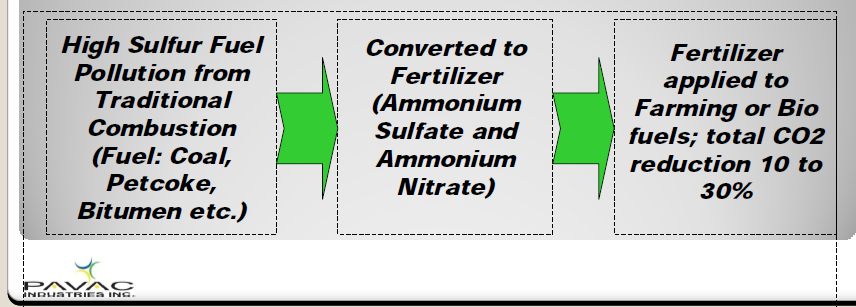 High Sulfur Fuel
Pollution from
Traditional
Combustion
(Fuel: Coal,
Petcoke,
Bitumen etc.)
Converted to
Fertilizer
(Ammonium
Sulfate and
Ammonium
Nitrate)
Fertilizer
applied to
Farming or Bio
fuels; total CO2
reduction 10 to
30%
PAVAC
INDUSTRIES INC.